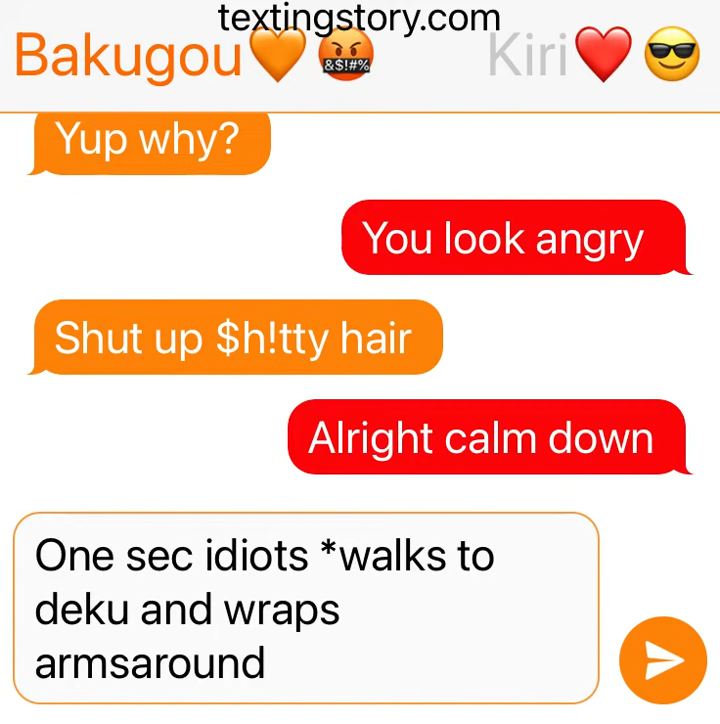 textingstory.com
Bakugou🧡🤬 Kiri❤️😎
&$!#%
Yup why?
You look angry
Shut up $h!tty hair
Alright calm down
One sec idiots *walks to
deku and wraps
armsaround